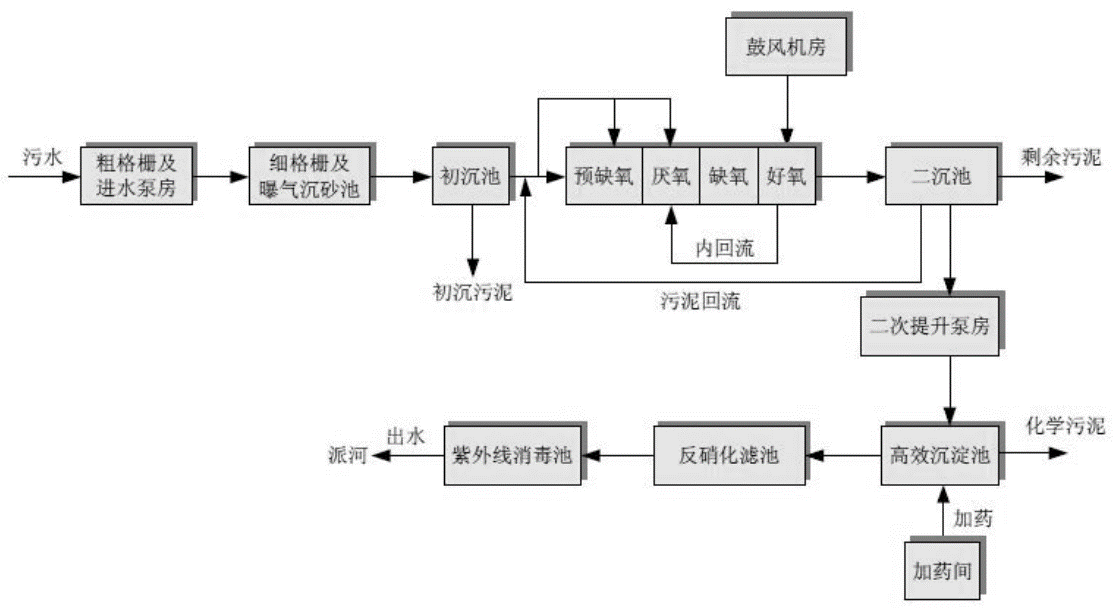 鼓风机房
污水
粗格栅及
进水泵房
细格栅及
曝气沉砂池
初沉池
预缺氧
厌氧
缺氧
好氧
二沉池
剩余污泥
内回流
初沉污泥
污泥回流
二次提升泵房
派河
出水
紫外线消毒池
反硝化滤池
高效沉淀池
化学污泥
加药
加药间